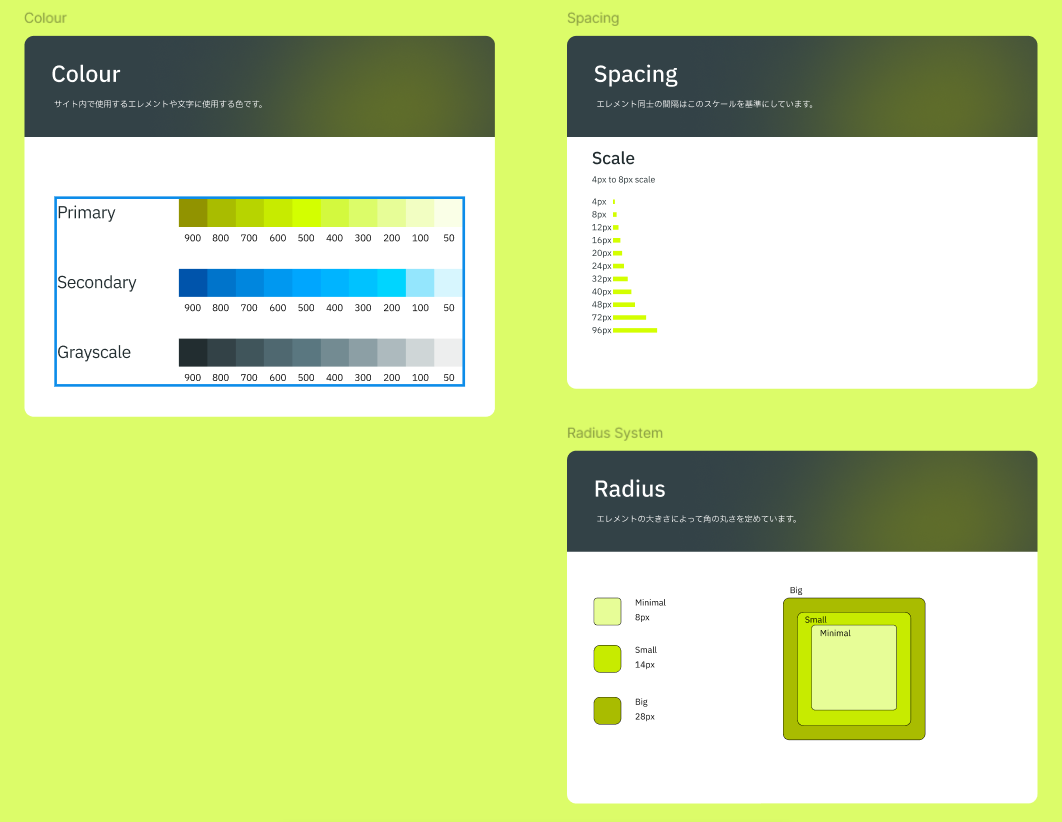 Colour
Colour
サイト内で使用するエレメントや文字に使用する色です。
Primary
900 800 700 600 500 400 300 200 100 50
Secondary
900 800 700 600 500 400 300 200 100 50
Grayscale
900 800 700 600 500 400 300 200 100 50
Spacing
Spacing
エレメント同士の間隔はこのスケールを基準にしています。
Scale
4px to 8px scale
4px
8px
12px
16px
20px
24px
32px
40px
48px
72px
96px
Radius System
Radius
エレメントの大きさによって角の丸さを定めています。
Minimal
8px
Small
14px
Big
28px
Big
Small
Minimal